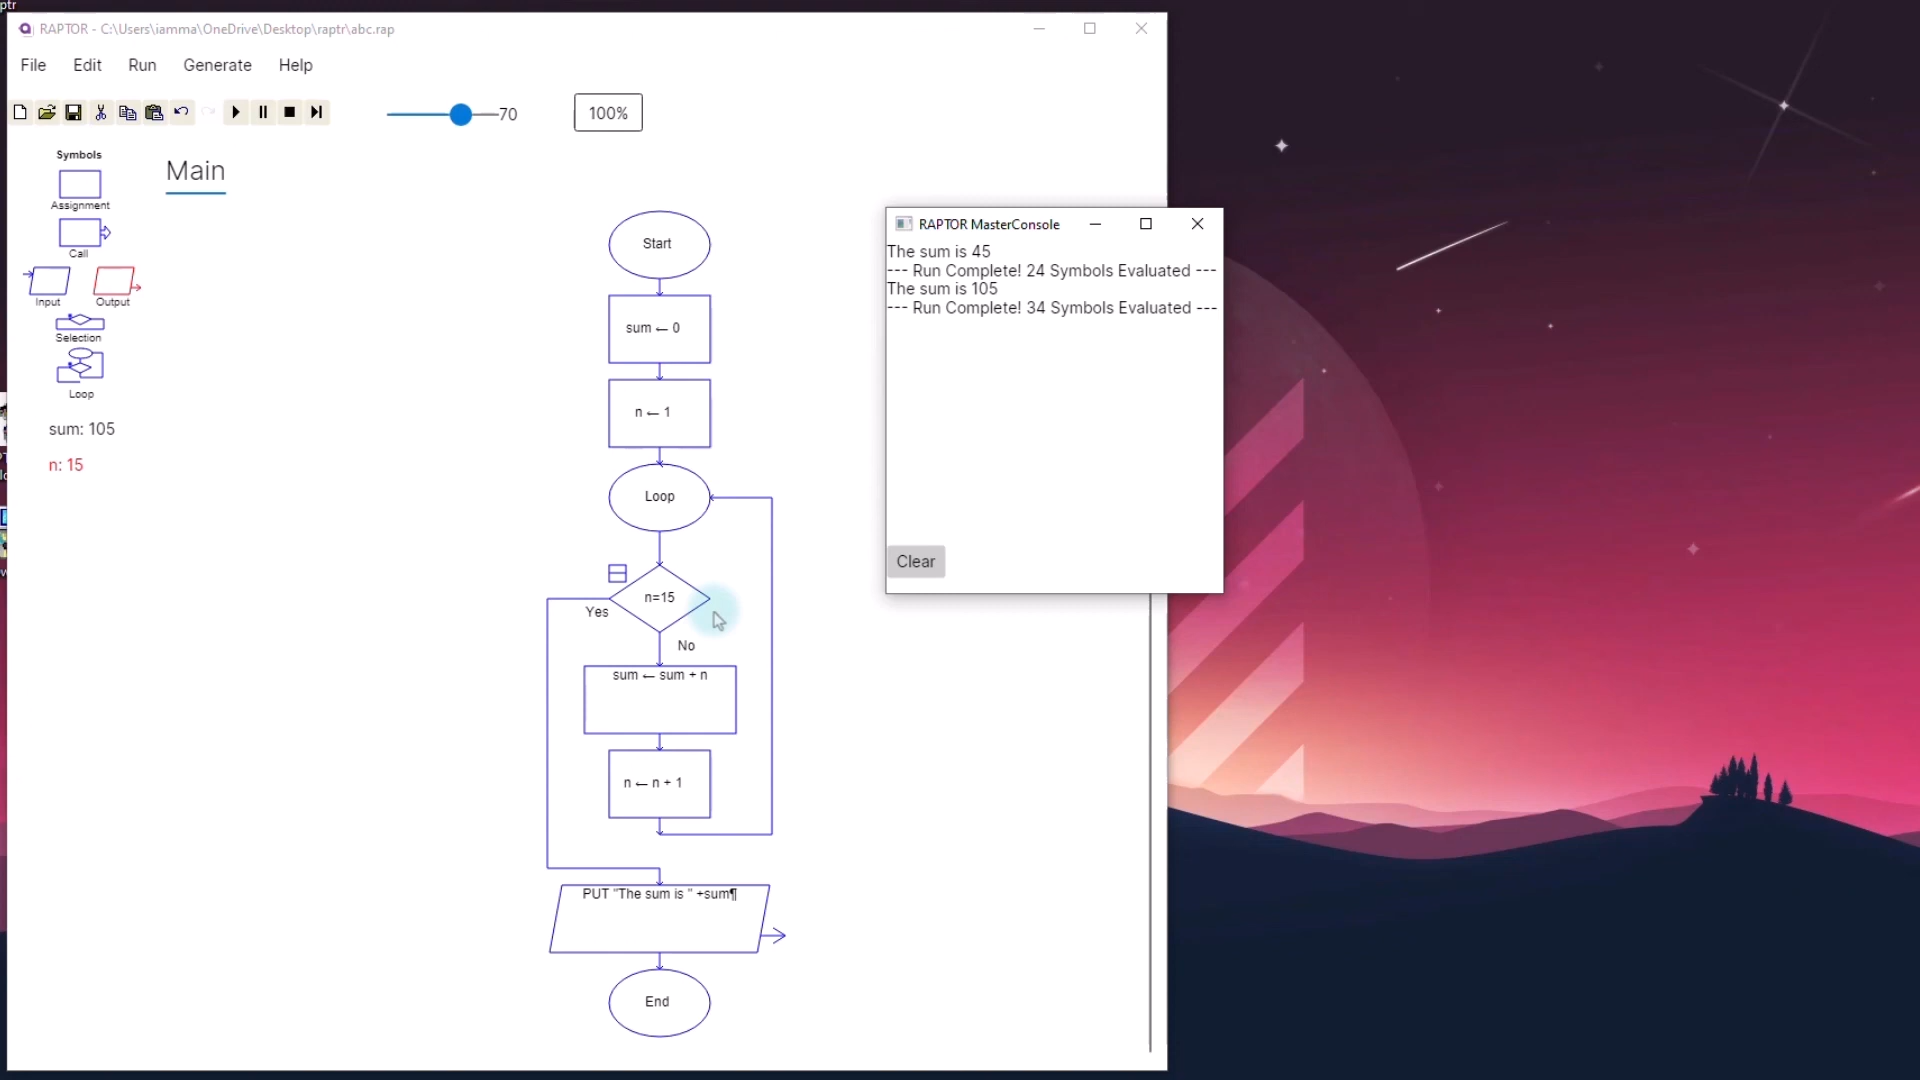 ptr
RAPTOR - C:\Users\iamma\OneDrive\Desktop\raptr\abc.rap
File Edit Run Generate Help
70
100%
Symbols
Assignment
Call
Input Output
Selection
Loop
sum: 105
n: 15
Main
Start
sum ← 0
n ← 1
Loop
n=15
Yes
No
sum ← sum + n
n ← n + 1
PUT "The sum is " +sum¶
End
RAPTOR MasterConsole
The sum is 45
--- Run Complete! 24 Symbols Evaluated ---
The sum is 105
--- Run Complete! 34 Symbols Evaluated ---
Clear